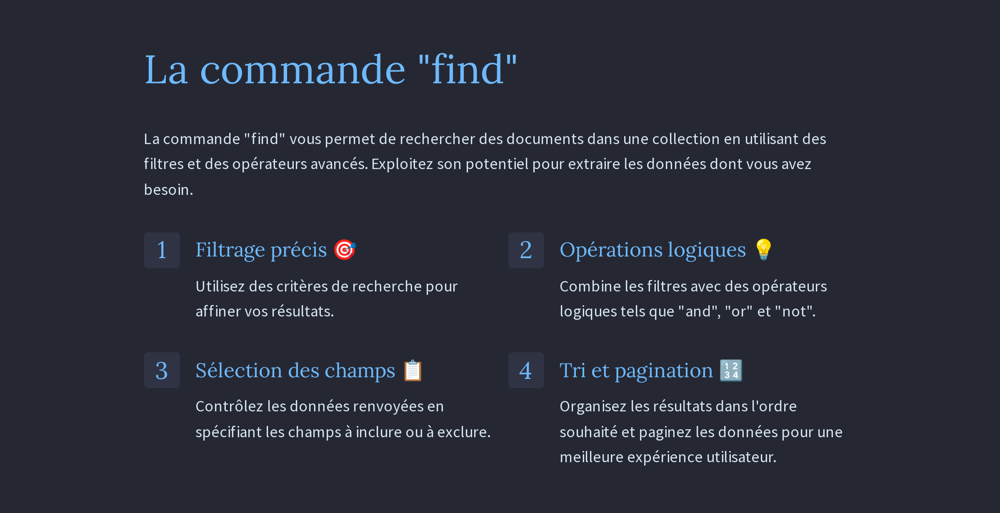 La commande "find"
La commande "find" vous permet de rechercher des documents dans une collection en utilisant des
filtres et des opérateurs avancés. Exploitez son potentiel pour extraire les données dont vous avez
besoin.
1
Filtrage précis 🎯
Utilisez des critères de recherche pour
affiner vos résultats.
2
Opérations logiques 💡
Combine les filtres avec des opérateurs
logiques tels que "and", "or" et "not".
3
Sélection des champs 📋
Contrôlez les données renvoyées en
spécifiant les champs à inclure ou à exclure.
4
Tri et pagination 🔢
Organisez les résultats dans l'ordre
souhaité et paginez les données pour une
meilleure expérience utilisateur.